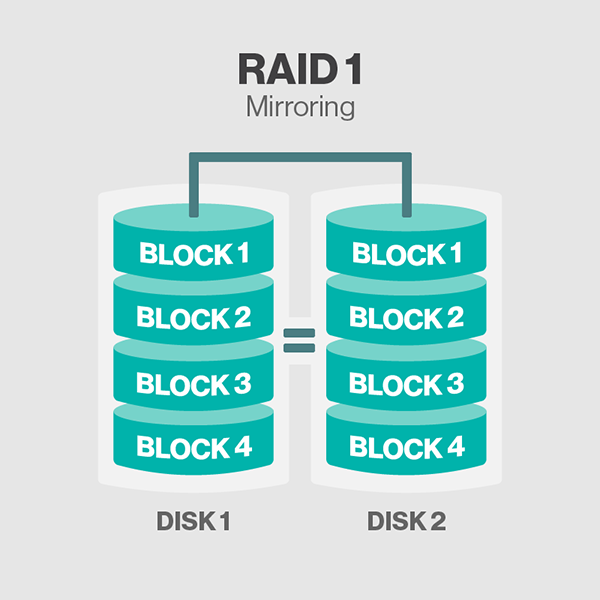 RAID 1
Mirroring
BLOCK 1
BLOCK 2
BLOCK 3
BLOCK 4
DISK 1
=
BLOCK 1
BLOCK 2
BLOCK 3
BLOCK 4
DISK 2